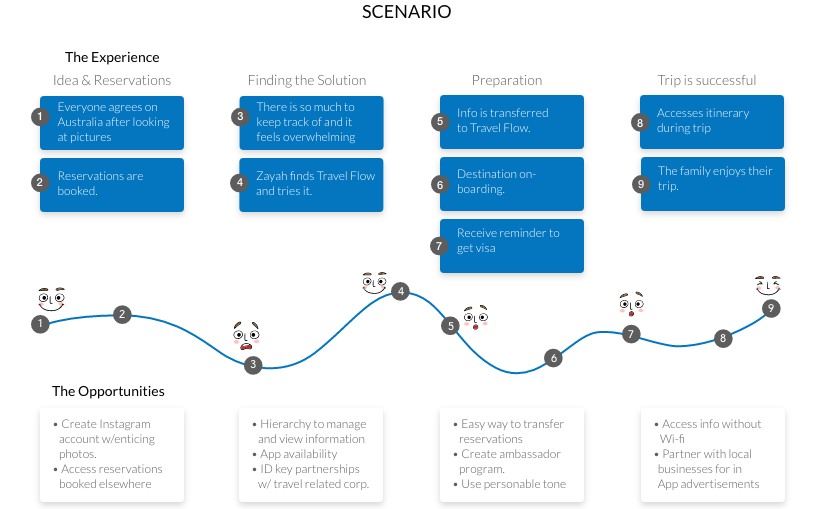 SCENARIO
The Experience
Idea & Reservations
Finding the Solution
Preparation
Trip is successful
1
Everyone agrees on
Australia after looking
at pictures
2
Reservations are
booked.
3
There is so much to
keep track of and it
feels overwhelming
4
Zayah finds Travel Flow
and tries it.
5
Info is transferred
to Travel Flow.
6
Destination on-
boarding.
7
Receive reminder to
get visa
8
Accesses itinerary
during trip
9
The family enjoys their
trip.
1
2
3
4
5
6
7
8
9
The Opportunities
• Create Instagram
account w/enticing
photos.
• Access reservations
booked elsewhere
• Hierarchy to manage
and view information
• App availability
• ID key partnerships
w/ travel related corp.
• Easy way to transfer
reservations
• Create ambassador
program.
• Use personable tone
• Access info without
Wi-fi
• Partner with local
businesses for in
App advertisements